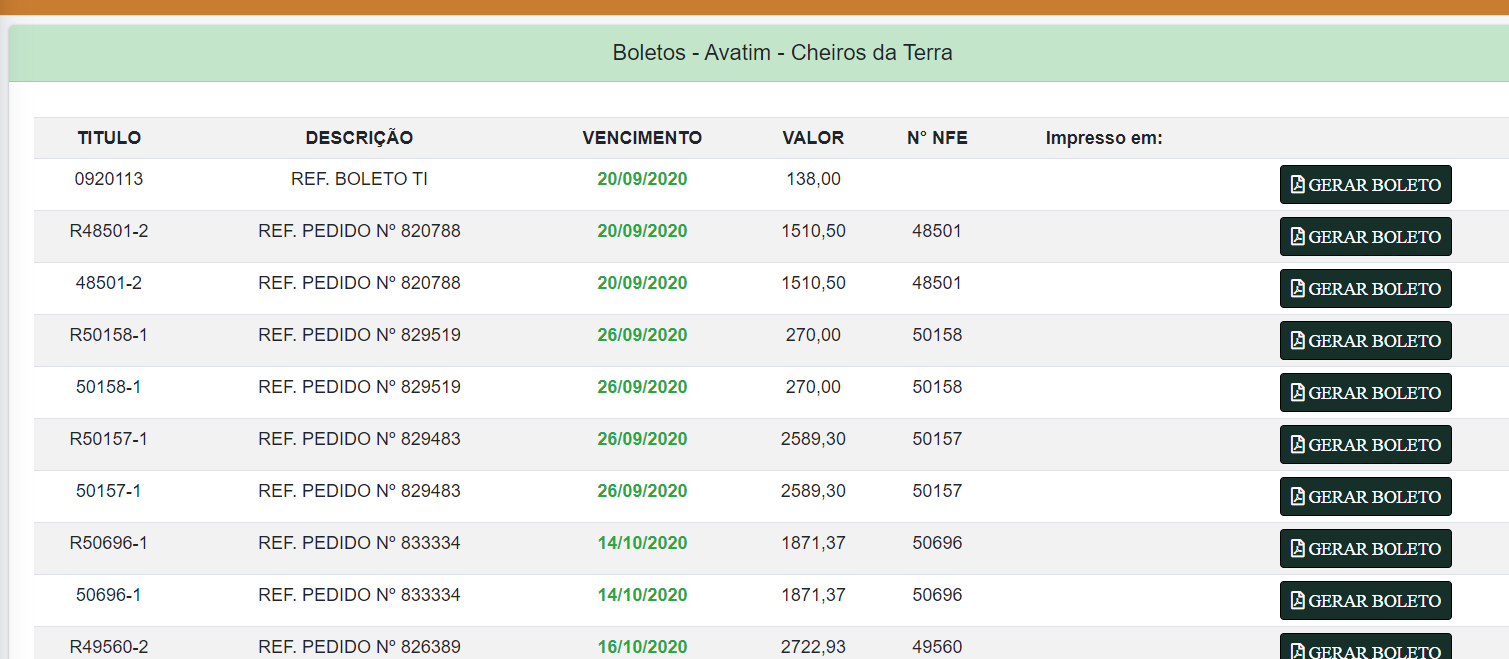 Boletos - Avatim - Cheiros da Terra
TITULO DESCRIÇÃO VENCIMENTO VALOR N° NFE Impresso em:
0920113 REF. BOLETO TI 20/09/2020 138,00 GERAR BOLETO
R48501-2 REF. PEDIDO Nº 820788 20/09/2020 1510,50 48501 GERAR BOLETO
48501-2 REF. PEDIDO Nº 820788 20/09/2020 1510,50 48501 GERAR BOLETO
R50158-1 REF. PEDIDO Nº 829519 26/09/2020 270,00 50158 GERAR BOLETO
50158-1 REF. PEDIDO Nº 829519 26/09/2020 270,00 50158 GERAR BOLETO
R50157-1 REF. PEDIDO Nº 829483 26/09/2020 2589,30 50157 GERAR BOLETO
50157-1 REF. PEDIDO Nº 829483 26/09/2020 2589,30 50157 GERAR BOLETO
R50696-1 REF. PEDIDO Nº 833334 14/10/2020 1871,37 50696 GERAR BOLETO
50696-1 REF. PEDIDO Nº 833334 14/10/2020 1871,37 50696 GERAR BOLETO
R49560-2 REF. PEDIDO Nº 826389 16/10/2020 2722,93 49560 GERAR BOLETO